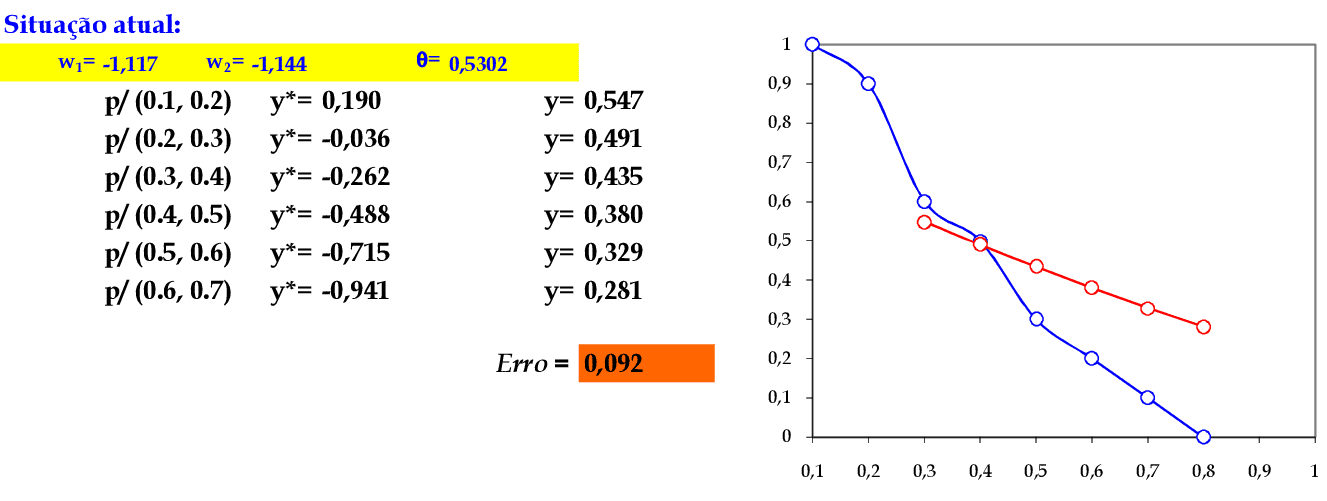 Situação atual:
w1= -1,117 w2= -1,144 θ= 0,5302
p/ (0.1, 0.2) y*= 0,190 y= 0,547
p/ (0.2, 0.3) y*= -0,036 y= 0,491
p/ (0.3, 0.4) y*= -0,262 y= 0,435
p/ (0.4, 0.5) y*= -0,488 y= 0,380
p/ (0.5, 0.6) y*= -0,715 y= 0,329
p/ (0.6, 0.7) y*= -0,941 y= 0,281
Erro = 0,092
1
0,9
0,8
0,7
0,6
0,5
0,4
0,3
0,2
0,1
0
0,1 0,2 0,3 0,4 0,5 0,6 0,7 0,8 0,9 1